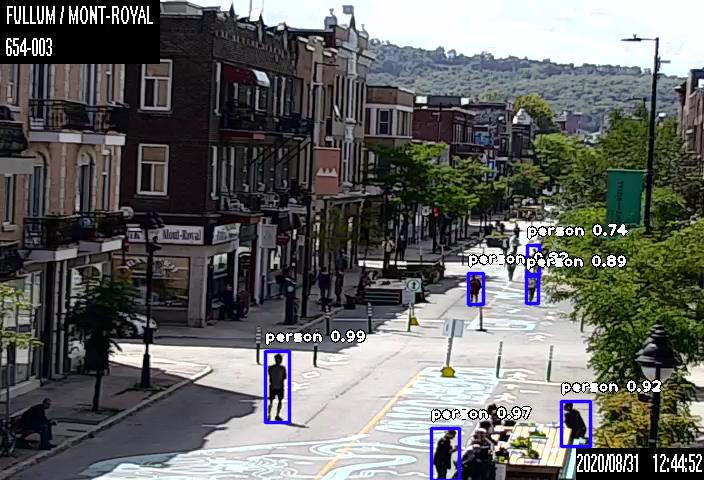 FULLUM / MONT-ROYAL
654-003
person 0.74
person 0.89
Mont-Royal
person 0.99
person 0.92
person 0.97
2020/08/31 12:44:52